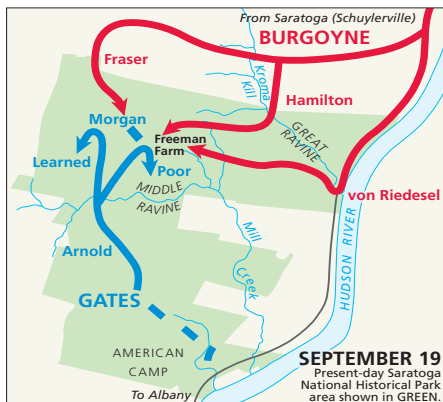 From Saratoga (Schuylerville)
BURGOYNE
Fraser
Kroma
Kill
Hamilton
Morgan
GREAT
RAVINE
Freeman
Farm
Learned
Poor
MIDDLE
RAVINE
von Riedesel
Arnold
Mill
Creek
HUDSON RIVER
GATES
AMERICAN
CAMP
SEPTEMBER 19
Present-day Saratoga
National Historical Park
area shown in GREEN.
To Albany